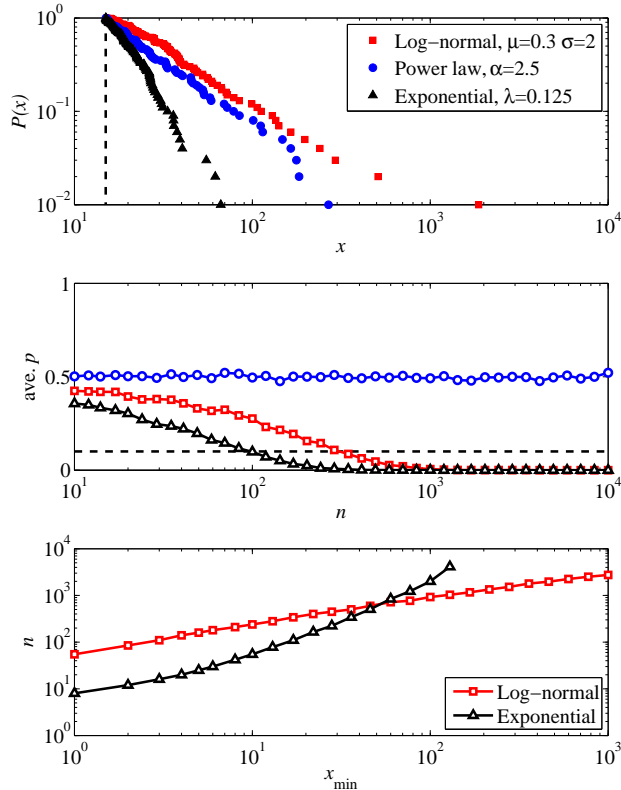 10^0
10^-1
10^-2
P(x)
Log-normal, μ=0.3 σ=2
Power law, α=2.5
Exponential, λ=0.125
10^1 10^2 10^3 10^4
x
1
0.5
0
ave. p
10^1 10^2 10^3 10^4
n
10^5
10^4
10^3
10^2
10^1
10^0
n
Log-normal
Exponential
10^0 10^1 10^2 10^3
x_min